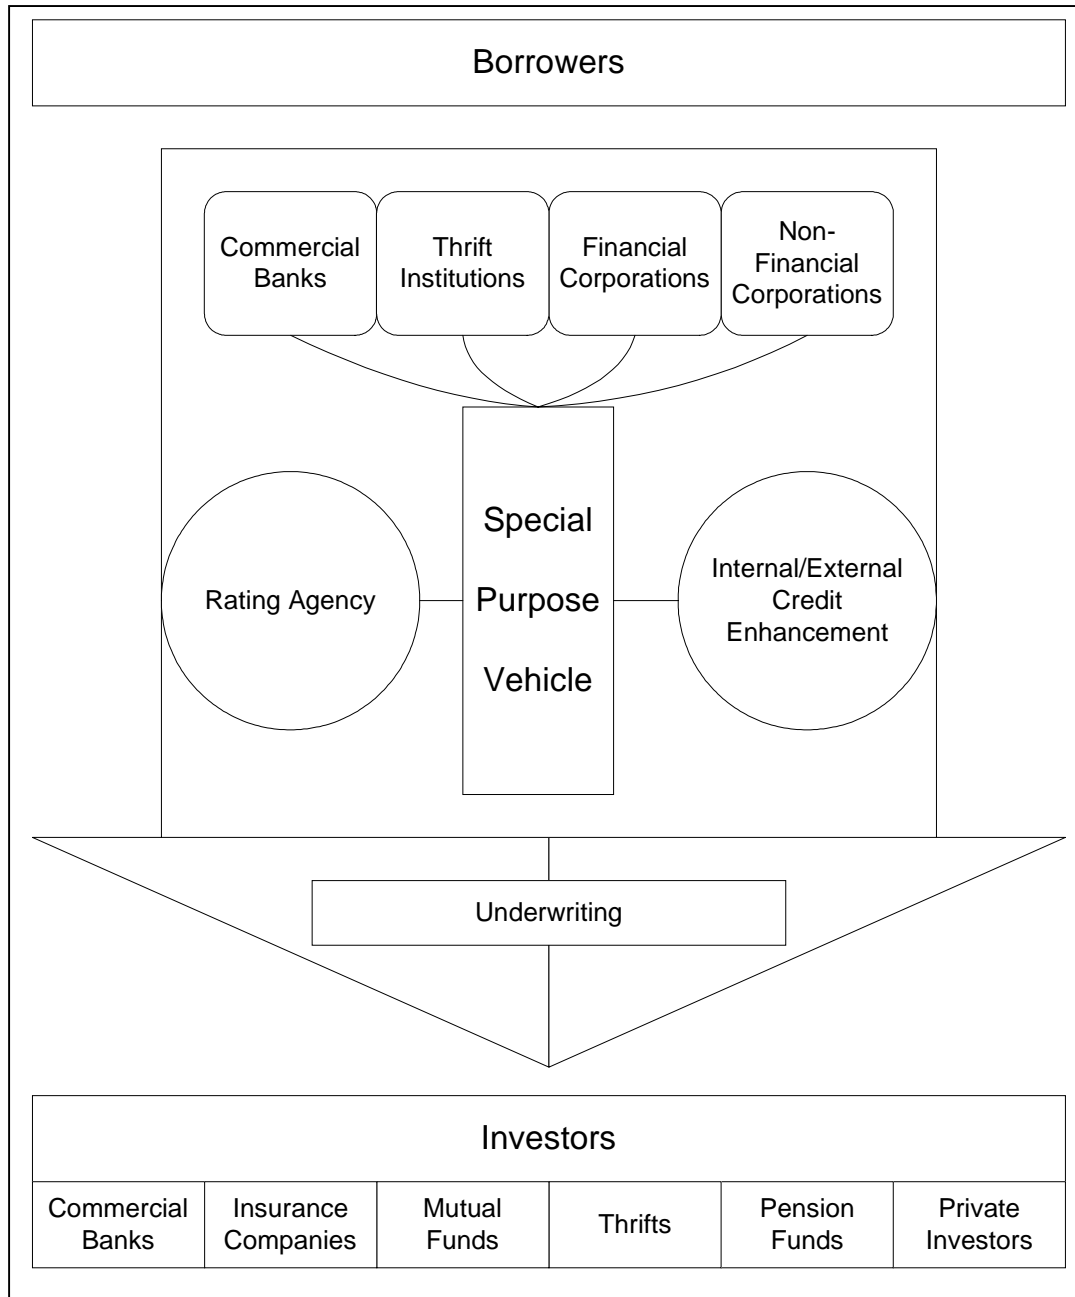 Borrowers
Commercial
Banks
Thrift
Institutions
Financial
Corporations
Non-
Financial
Corporations
Special
Purpose
Vehicle
Rating Agency
Internal/External
Credit
Enhancement
Underwriting
Investors
Commercial
Banks
Insurance
Companies
Mutual
Funds
Thrifts
Pension
Funds
Private
Investors